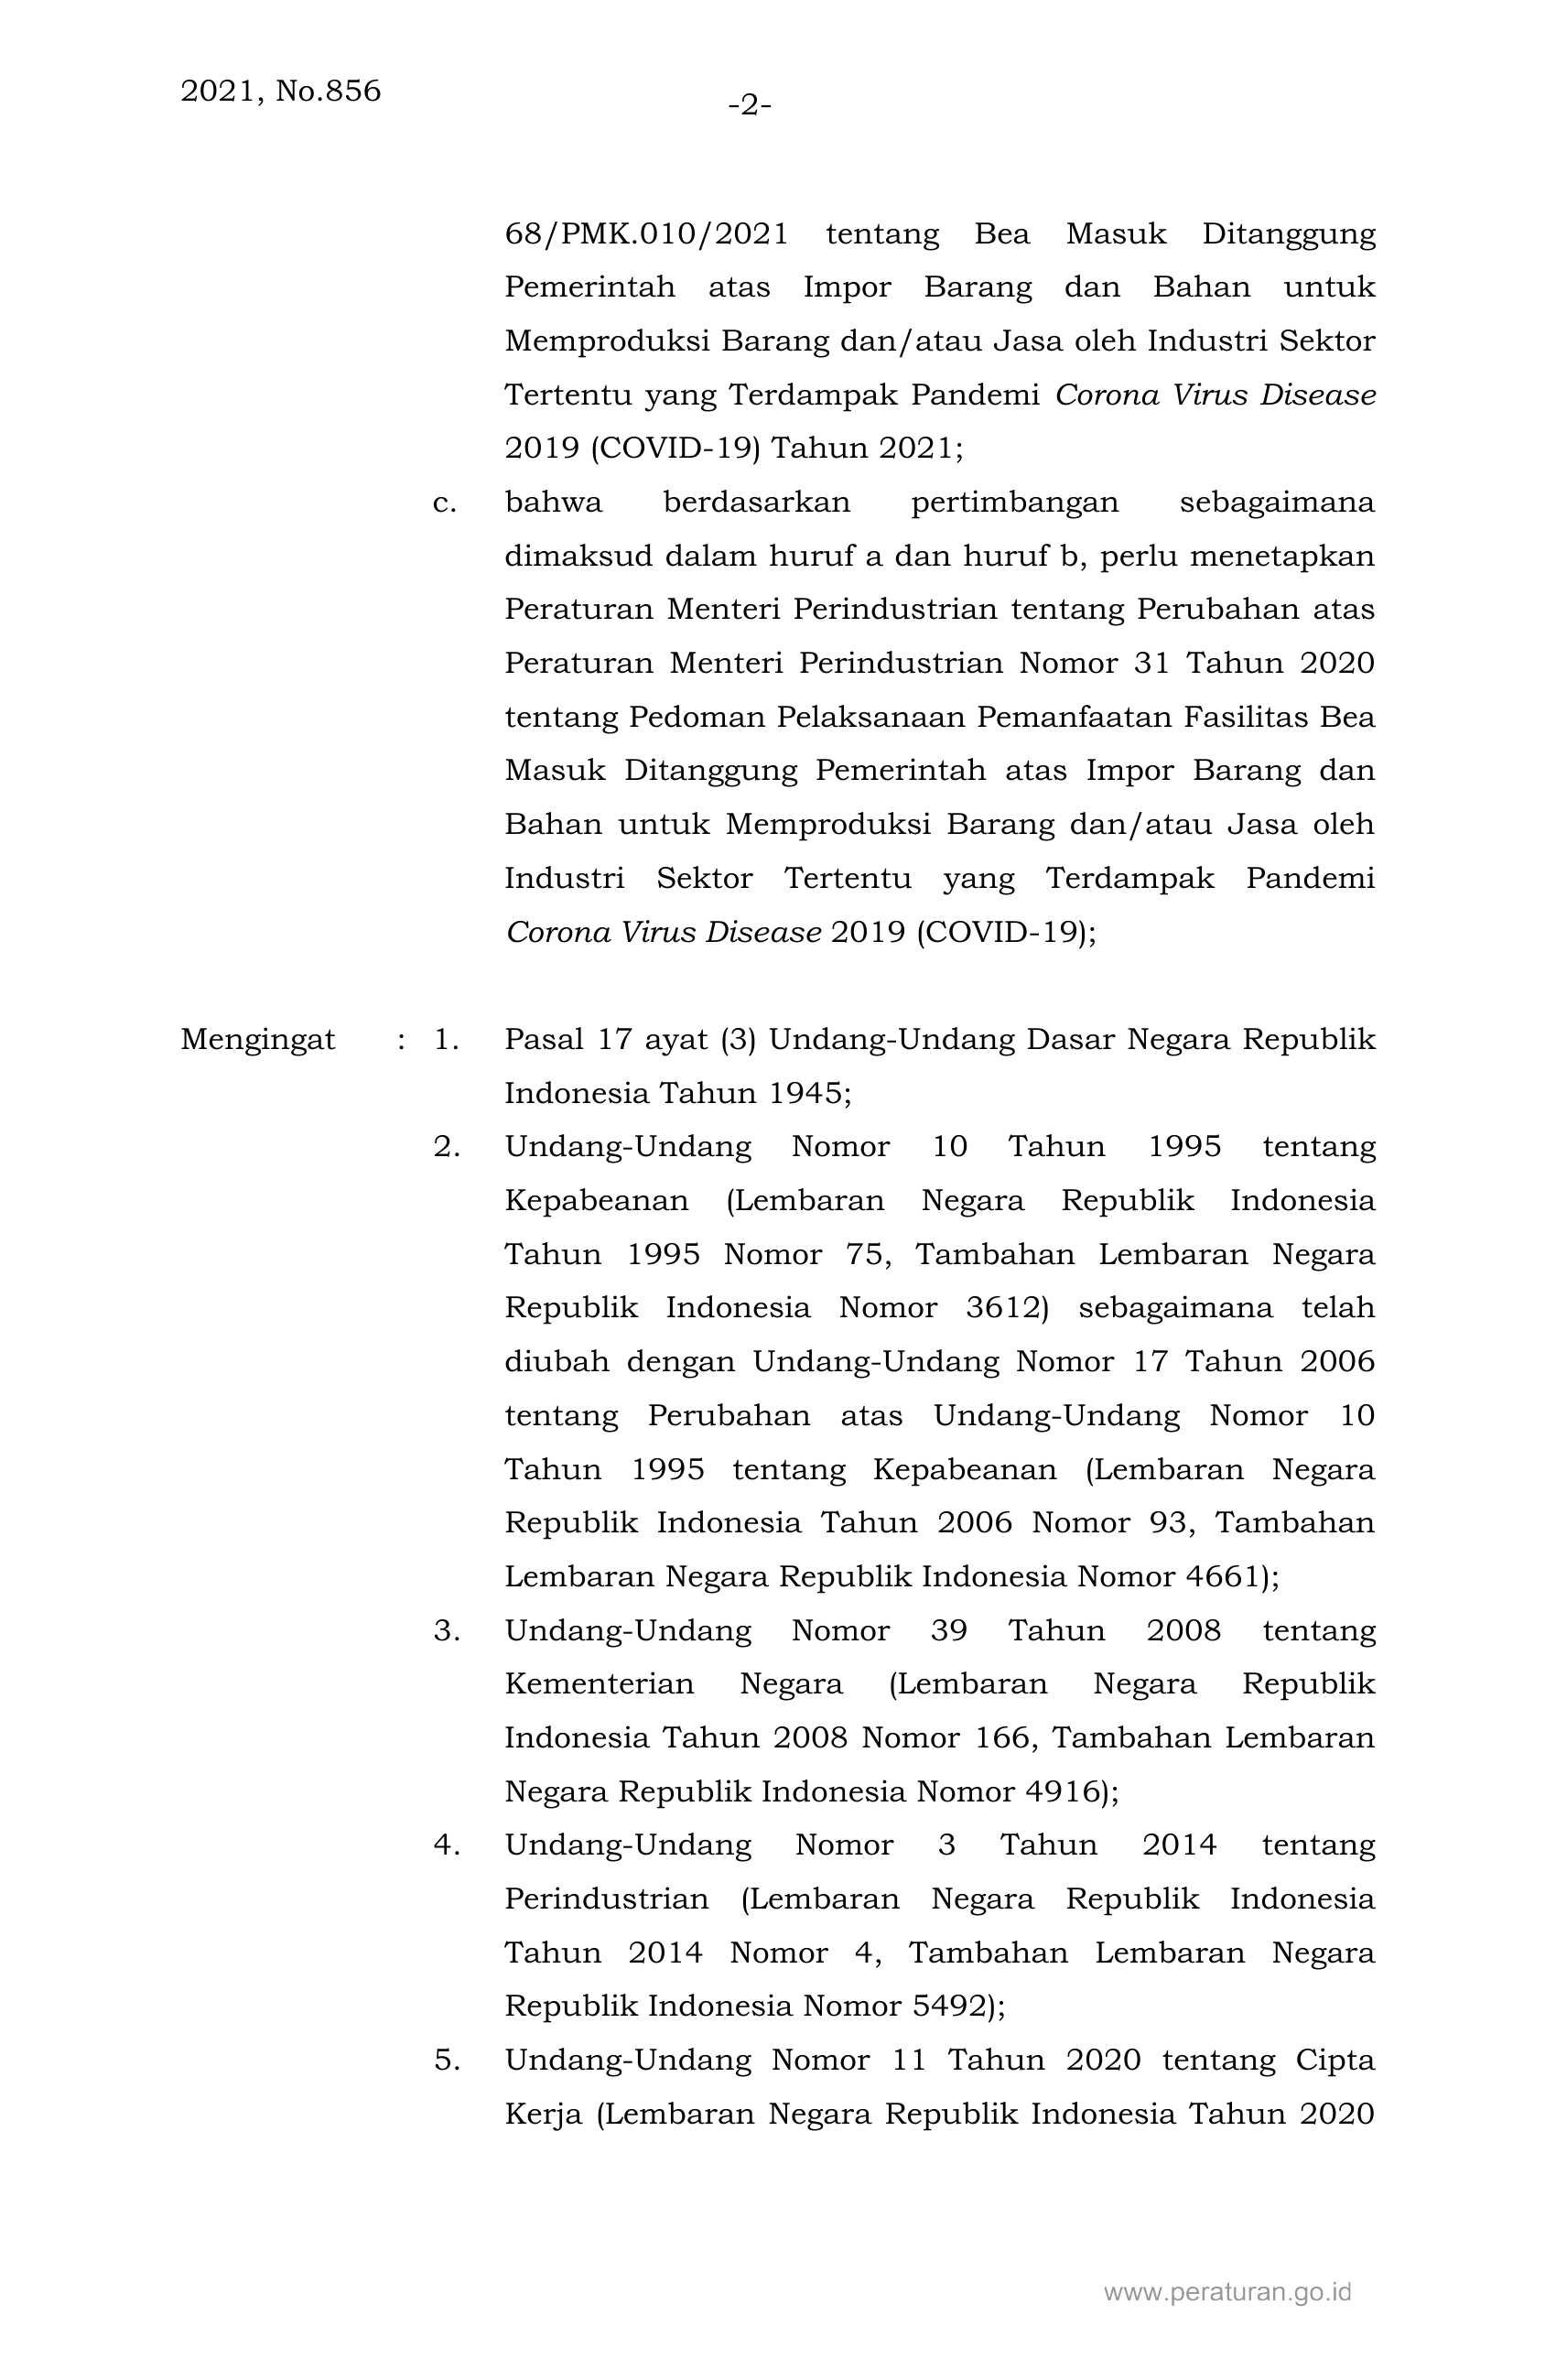 2021, No.856
-2-
68/PMK.010/2021 tentang Bea Masuk Ditanggung
Pemerintah atas Impor Barang dan Bahan untuk
Memproduksi Barang dan/atau Jasa oleh Industri Sektor
Tertentu yang Terdampak Pandemi Corona Virus Disease
2019 (COVID-19) Tahun 2021;
c. bahwa berdasarkan pertimbangan sebagaimana
dimaksud dalam huruf a dan huruf b, perlu menetapkan
Peraturan Menteri Perindustrian tentang Perubahan atas
Peraturan Menteri Perindustrian Nomor 31 Tahun 2020
tentang Pedoman Pelaksanaan Pemanfaatan Fasilitas Bea
Masuk Ditanggung Pemerintah atas Impor Barang dan
Bahan untuk Memproduksi Barang dan/atau Jasa oleh
Industri Sektor Tertentu yang Terdampak Pandemi
Corona Virus Disease 2019 (COVID-19);
Mengingat : 1. Pasal 17 ayat (3) Undang-Undang Dasar Negara Republik
Indonesia Tahun 1945;
2. Undang-Undang Nomor 10 Tahun 1995 tentang
Kepabeanan (Lembaran Negara Republik Indonesia
Tahun 1995 Nomor 75, Tambahan Lembaran Negara
Republik Indonesia Nomor 3612) sebagaimana telah
diubah dengan Undang-Undang Nomor 17 Tahun 2006
tentang Perubahan atas Undang-Undang Nomor 10
Tahun 1995 tentang Kepabeanan (Lembaran Negara
Republik Indonesia Tahun 2006 Nomor 93, Tambahan
Lembaran Negara Republik Indonesia Nomor 4661);
3. Undang-Undang Nomor 39 Tahun 2008 tentang
Kementerian Negara (Lembaran Negara Republik
Indonesia Tahun 2008 Nomor 166, Tambahan Lembaran
Negara Republik Indonesia Nomor 4916);
4. Undang-Undang Nomor 3 Tahun 2014 tentang
Perindustrian (Lembaran Negara Republik Indonesia
Tahun 2014 Nomor 4, Tambahan Lembaran Negara
Republik Indonesia Nomor 5492);
5. Undang-Undang Nomor 11 Tahun 2020 tentang Cipta
Kerja (Lembaran Negara Republik Indonesia Tahun 2020
www.peraturan.go.id